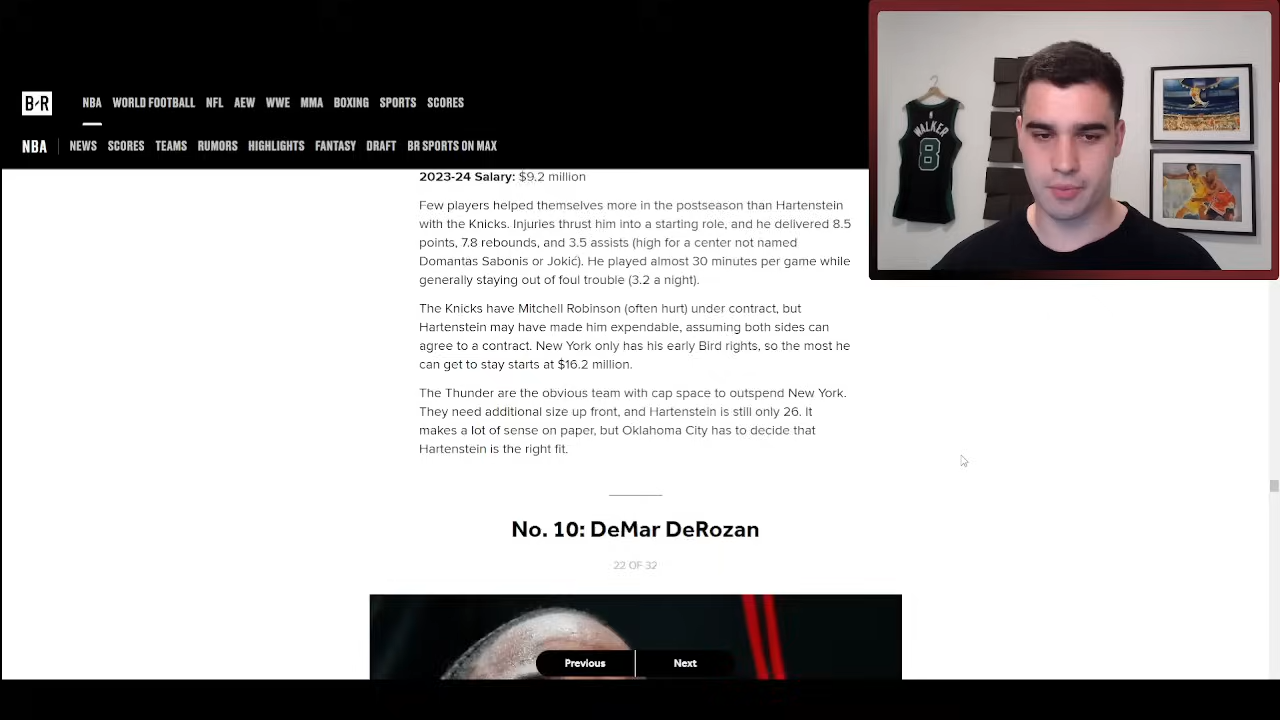 B/R
NBA WORLD FOOTBALL NFL AEW WWE MMA BOXING SPORTS SCORES
NBA NEWS SCORES TEAMS RUMORS HIGHLIGHTS FANTASY DRAFT BR SPORTS ON MAX
WALKER
8
2023-24 Salary: $9.2 million
Few players helped themselves more in the postseason than Hartenstein
with the Knicks. Injuries thrust him into a starting role, and he delivered 8.5
points, 7.8 rebounds, and 3.5 assists (high for a center not named
Domantas Sabonis or Jokić). He played almost 30 minutes per game while
generally staying out of foul trouble (3.2 a night).
The Knicks have Mitchell Robinson (often hurt) under contract, but
Hartenstein may have made him expendable, assuming both sides can
agree to a contract. New York only has his early Bird rights, so the most he
can get to stay starts at $16.2 million.
The Thunder are the obvious team with cap space to outspend New York.
They need additional size up front, and Hartenstein is still only 26. It
makes a lot of sense on paper, but Oklahoma City has to decide that
Hartenstein is the right fit.
No. 10: DeMar DeRozan
22 OF 32
Previous
Next